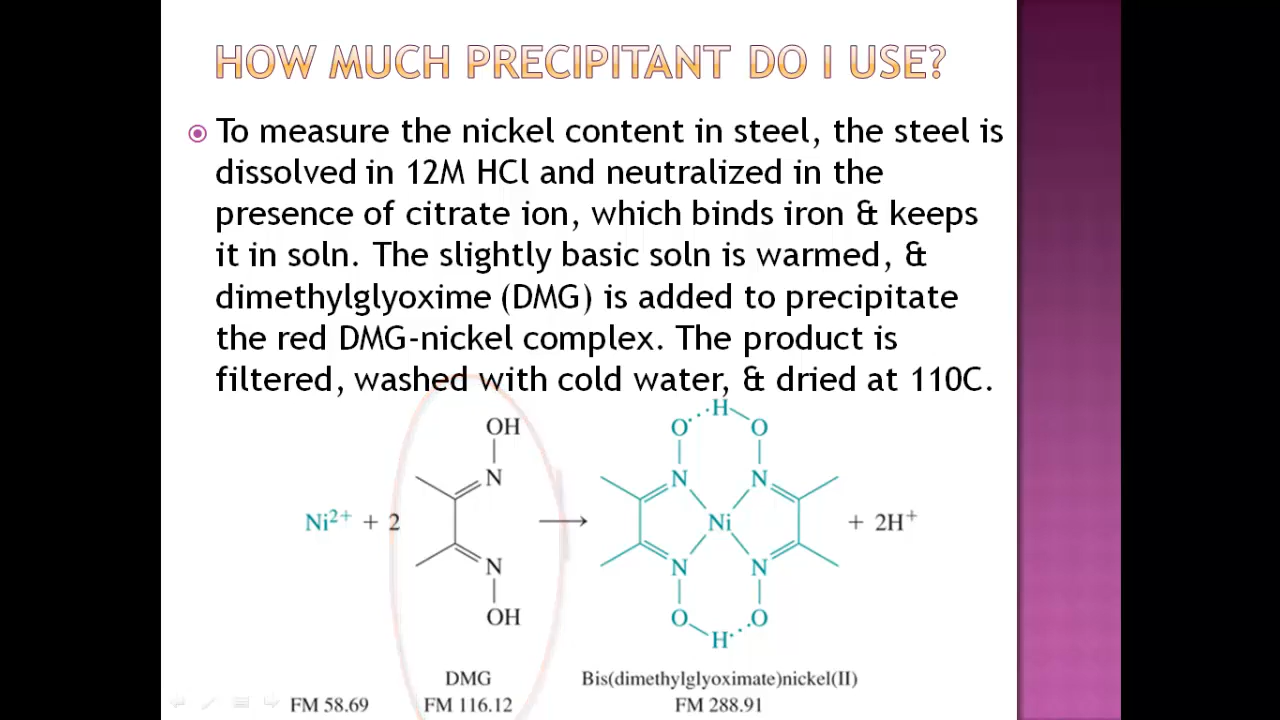 HOW MUCH PRECIPITANT DO I USE?
To measure the nickel content in steel, the steel is
dissolved in 12M HCl and neutralized in the
presence of citrate ion, which binds iron & keeps
it in soln. The slightly basic soln is warmed, &
dimethylglyoxime (DMG) is added to precipitate
the red DMG-nickel complex. The product is
filtered, washed with cold water, & dried at 110C.
OH
N
Ni²⁺ + 2
N
OH
O H O
N N
Ni
N N
O H O
+ 2H⁺
DMG
Bis(dimethylglyoximate)nickel(II)
FM 58.69
FM 116.12
FM 288.91